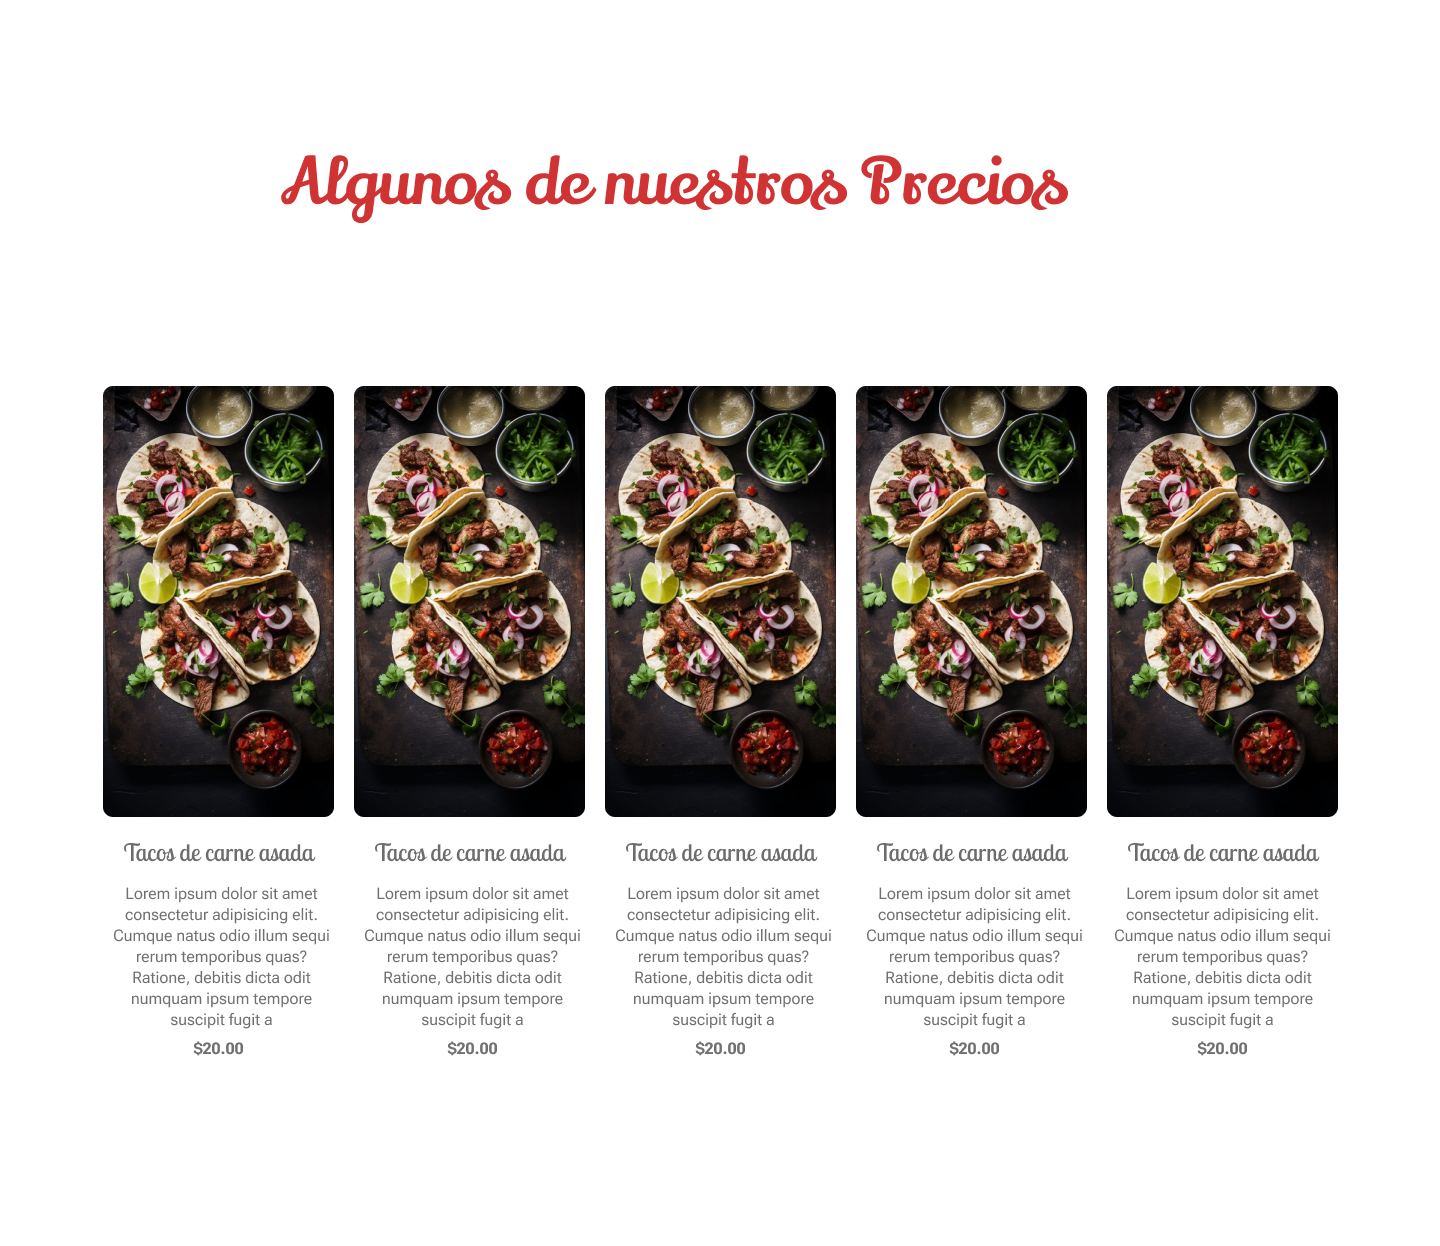 Algunos de nuestros Precios
Tacos de carne asada
Lorem ipsum dolor sit amet
consectetur adipisicing elit.
Cumque natus odio illum sequi
rerum temporibus quas?
Ratione, debitis dicta odit
numquam ipsum tempore
suscipit fugit a
$20.00
Tacos de carne asada
Lorem ipsum dolor sit amet
consectetur adipisicing elit.
Cumque natus odio illum sequi
rerum temporibus quas?
Ratione, debitis dicta odit
numquam ipsum tempore
suscipit fugit a
$20.00
Tacos de carne asada
Lorem ipsum dolor sit amet
consectetur adipisicing elit.
Cumque natus odio illum sequi
rerum temporibus quas?
Ratione, debitis dicta odit
numquam ipsum tempore
suscipit fugit a
$20.00
Tacos de carne asada
Lorem ipsum dolor sit amet
consectetur adipisicing elit.
Cumque natus odio illum sequi
rerum temporibus quas?
Ratione, debitis dicta odit
numquam ipsum tempore
suscipit fugit a
$20.00
Tacos de carne asada
Lorem ipsum dolor sit amet
consectetur adipisicing elit.
Cumque natus odio illum sequi
rerum temporibus quas?
Ratione, debitis dicta odit
numquam ipsum tempore
suscipit fugit a
$20.00